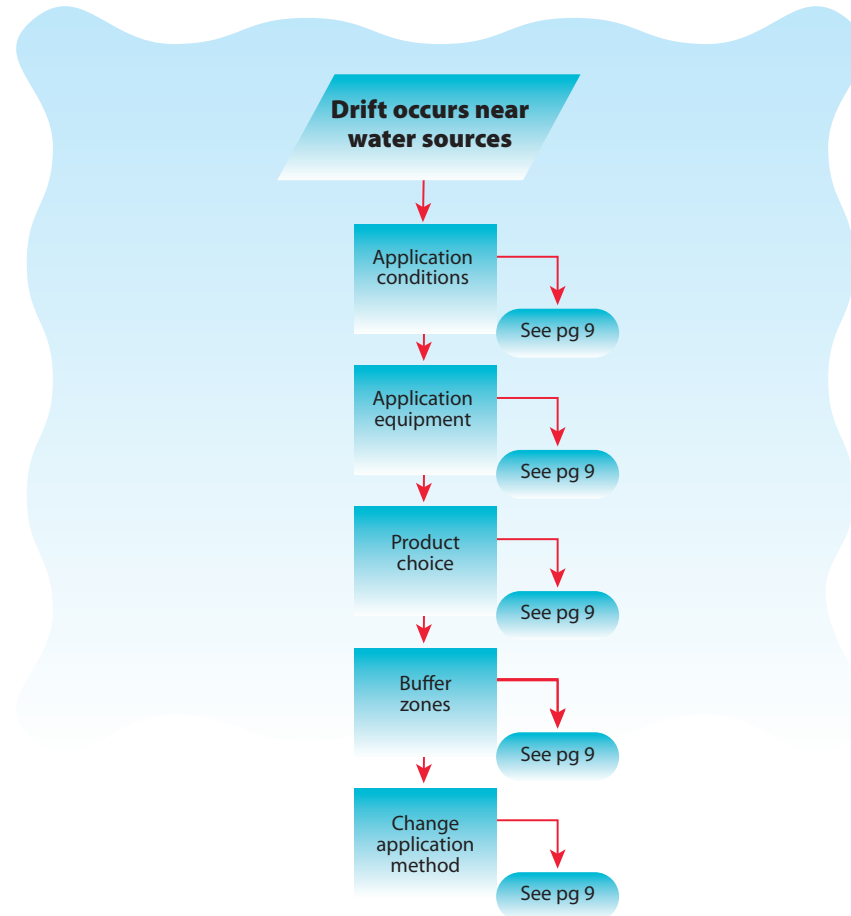 Drift occurs near
water sources
Application
conditions
See pg 9
Application
equipment
See pg 9
Product
choice
See pg 9
Buffer
zones
See pg 9
Change
application
method
See pg 9